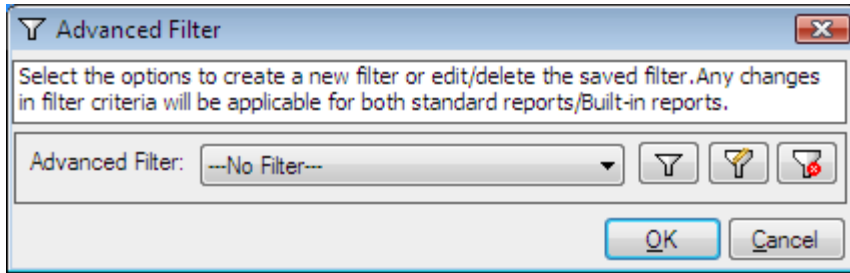 Advanced Filter
Select the options to create a new filter or edit/delete the saved filter.Any changes
in filter criteria will be applicable for both standard reports/Built-in reports.
Advanced Filter: ---No Filter---
OK Cancel